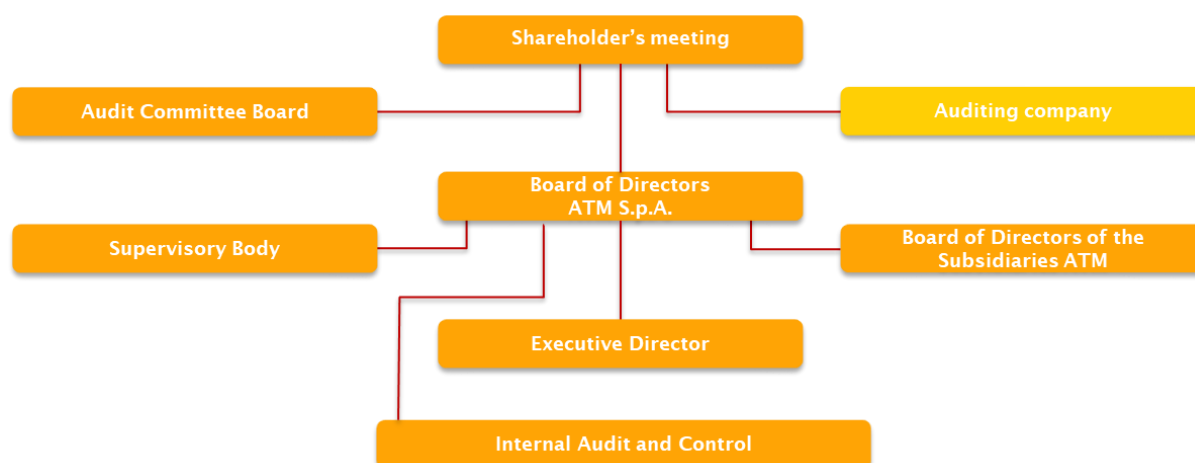 Shareholder's meeting
Audit Committee Board
Auditing company
Board of Directors
ATM S.p.A.
Supervisory Body
Board of Directors of the
Subsidiaries ATM
Executive Director
Internal Audit and Control